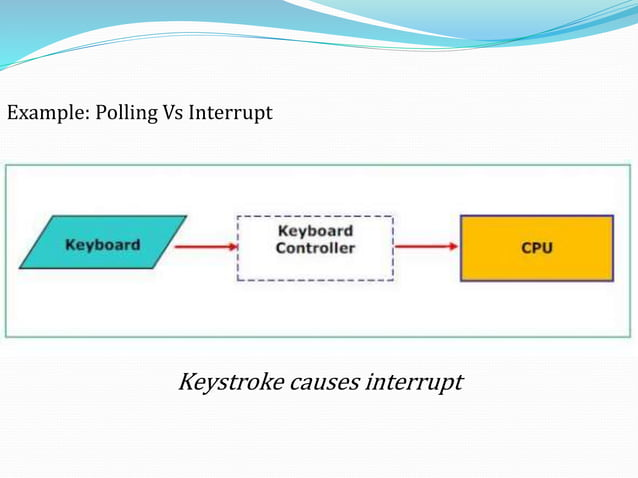 Example: Polling Vs Interrupt
Keyboard
Keyboard
Controller
CPU
Keystroke causes interrupt